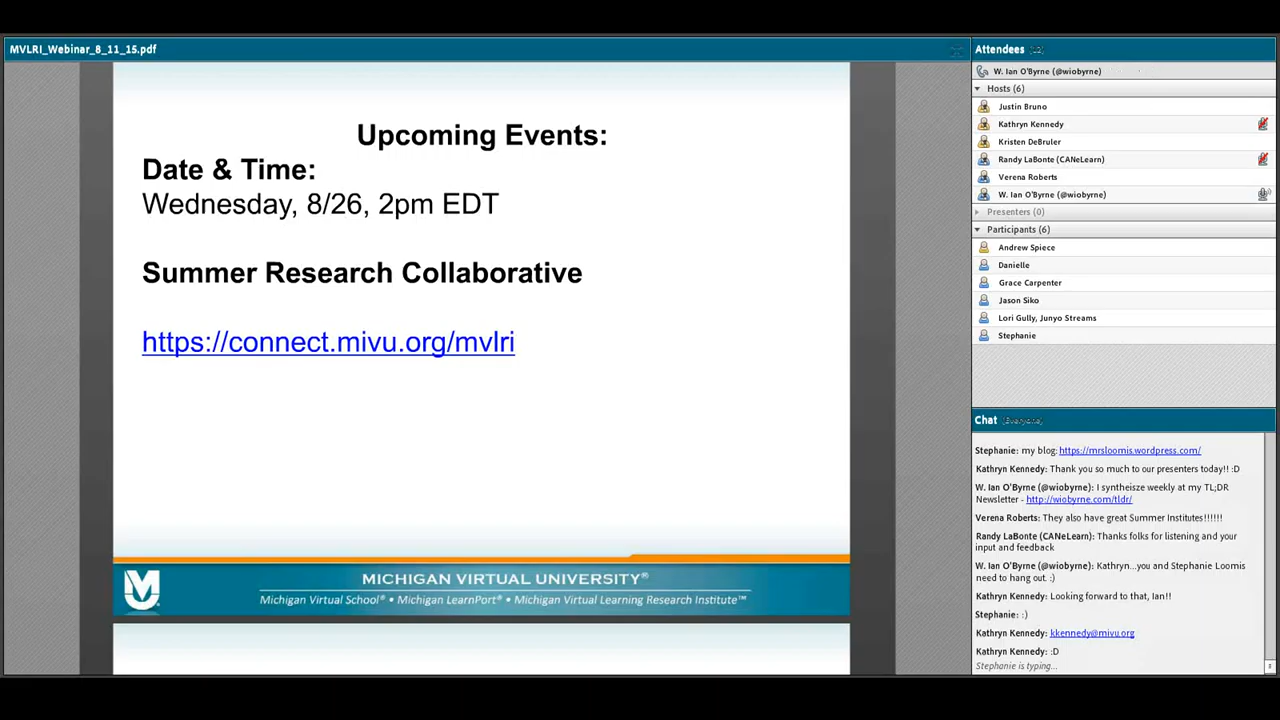 MVLRI_Webinar_8_11_15.pdf
Upcoming Events:
Date & Time:
Wednesday, 8/26, 2pm EDT
Summer Research Collaborative
https://connect.mivu.org/mvlri
MICHIGAN VIRTUAL UNIVERSITY®
Michigan Virtual School® • Michigan LearnPort® • Michigan Virtual Learning Research Institute™
Attendees (12)
W. Ian O'Byrne (@wiobyrne)
Hosts (6)
Justin Bruno
Kathryn Kennedy
Kristen DeBruler
Randy LaBonte (CANeLearn)
Verena Roberts
W. Ian O'Byrne (@wiobyrne)
Presenters (0)
Participants (6)
Andrew Spiece
Danielle
Grace Carpenter
Jason Siko
Lori Gully, Junyo Streams
Stephanie
Chat (Everyone)
Stephanie: my blog: https://mrsloomis.wordpress.com/
Kathryn Kennedy: Thank you so much to our presenters today!! :D
W. Ian O'Byrne (@wiobyrne): I syntheisze weekly at my TL;DR
Newsletter - http://wiobyrne.com/tldr/
Verena Roberts: They also have great Summer Institutes!!!!!!
Randy LaBonte (CANeLearn): Thanks folks for listening and your
input and feedback
W. Ian O'Byrne (@wiobyrne): Kathryn...you and Stephanie Loomis
need to hang out. :)
Kathryn Kennedy: Looking forward to that, Ian!!
Stephanie: :)
Kathryn Kennedy: kkennedy@mivu.org
Kathryn Kennedy: :D
Stephanie is typing...